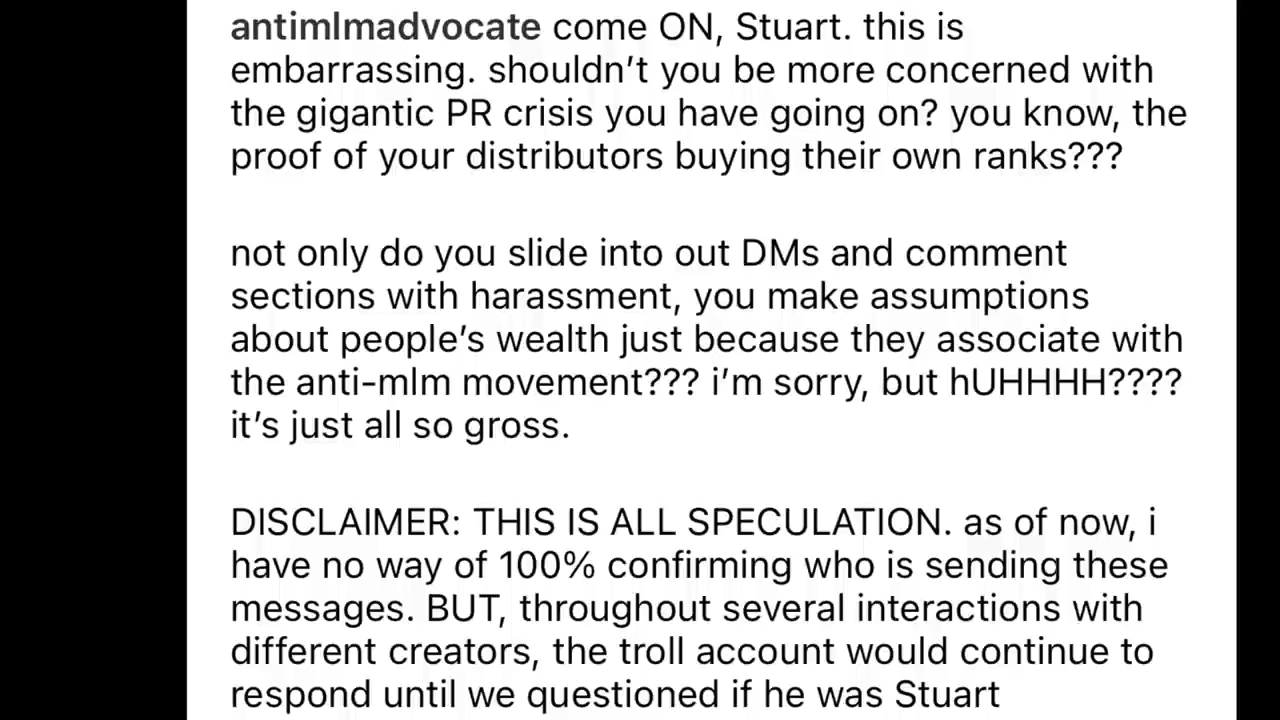 antimlmadvocate come ON, Stuart. this is
embarrassing. shouldn’t you be more concerned with
the gigantic PR crisis you have going on? you know, the
proof of your distributors buying their own ranks???
not only do you slide into out DMs and comment
sections with harassment, you make assumptions
about people’s wealth just because they associate with
the anti-mlm movement??? i’m sorry, but hUHHHH????
it’s just all so gross.
DISCLAIMER: THIS IS ALL SPECULATION. as of now, i
have no way of 100% confirming who is sending these
messages. BUT, throughout several interactions with
different creators, the troll account would continue to
respond until we questioned if he was Stuart